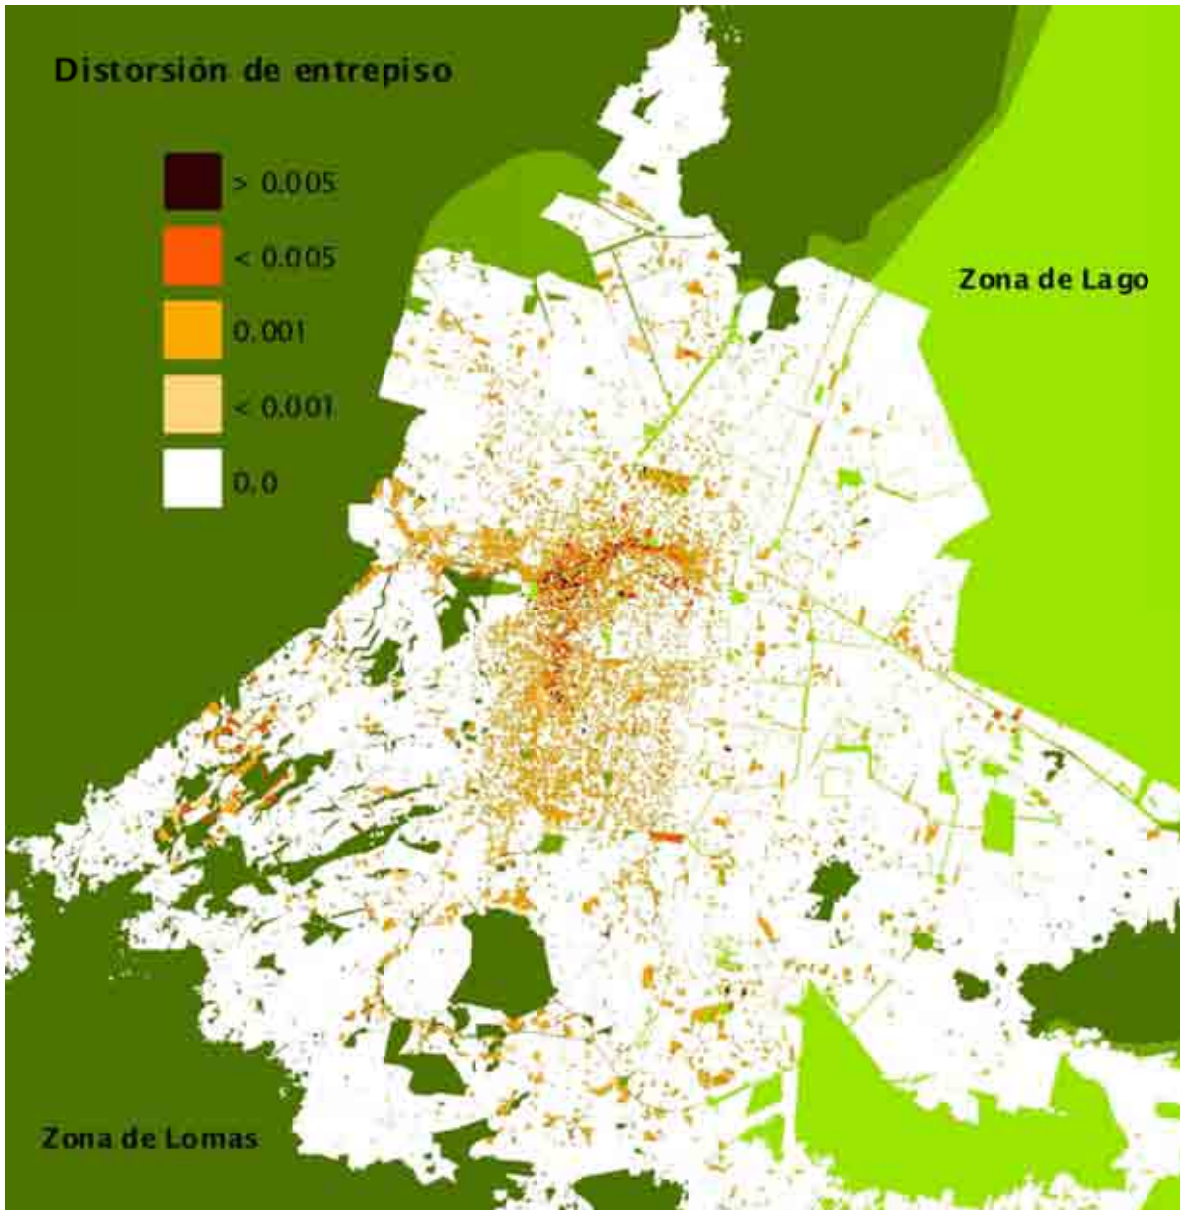 Distorsión de entrepiso
> 0.005
< 0.005
0.001
< 0.001
0.0
Zona de Lago
Zona de Lomas